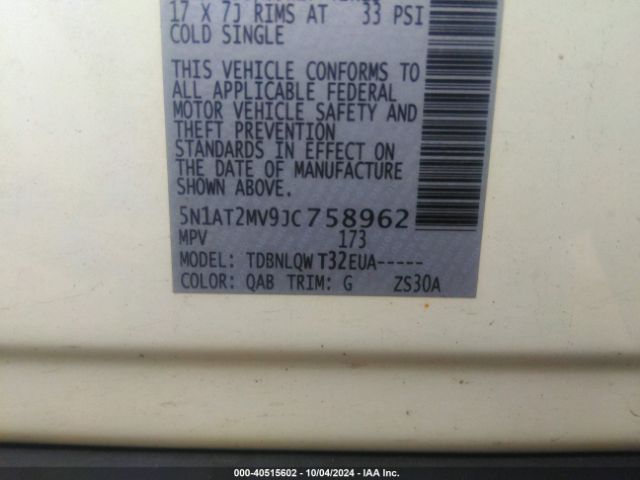 17 X 7J RIMS AT 33 PSI
COLD SINGLE
THIS VEHICLE CONFORMS TO
ALL APPLICABLE FEDERAL
MOTOR VEHICLE SAFETY AND
THEFT PREVENTION
STANDARDS IN EFFECT ON
THE DATE OF MANUFACTURE
SHOWN ABOVE.
5N1AT2MV9JC758962
MPV 173
MODEL: TDBNLQWT32EUA-----
COLOR: QAB TRIM: G ZS30A
000-40515602 - 10/04/2024 - IAA Inc.